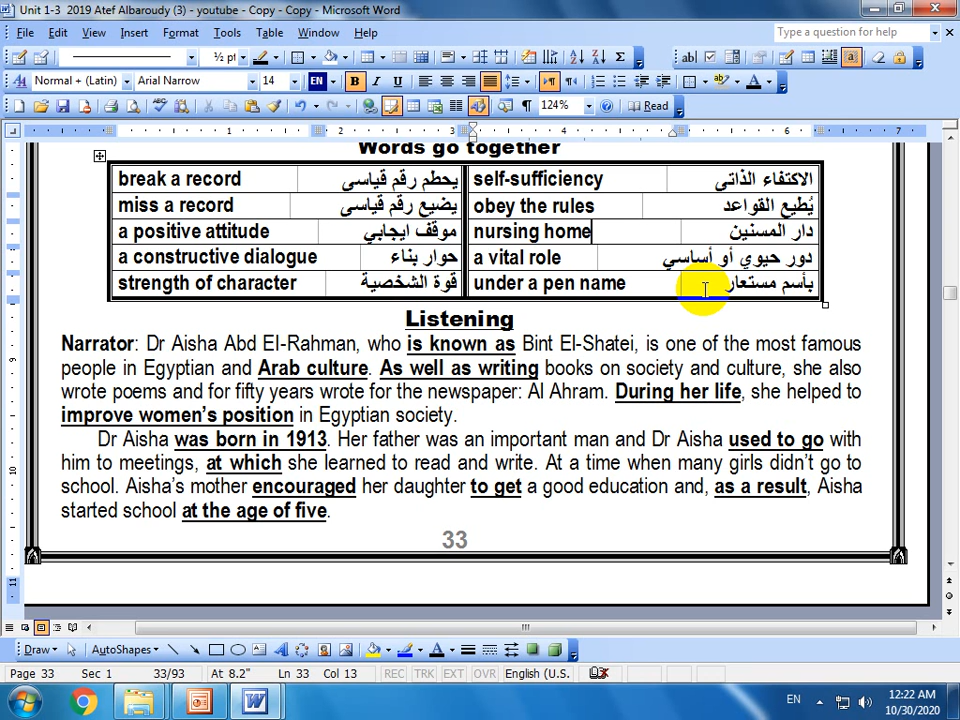 Unit 1-3 2019 Atef Albaroudy (3) - youtube - Copy - Copy - Microsoft Word
File Edit View Insert Format Tools Table Window Help Type a question for help
½ pt
Normal + (Latin) Arial Narrow 14 EN B I U
124% Read
Words go together
break a record يحطم رقم قياسى self-sufficiency الاكتفاء الذاتى
miss a record يضيع رقم قياسى obey the rules يُطيع القواعد
a positive attitude موقف ايجابي nursing home دار المسنين
a constructive dialogue حوار بناء a vital role دور حيوي أو أساسي
strength of character قوة الشخصية under a pen name بأسم مستعار
Listening
Narrator: Dr Aisha Abd El-Rahman, who is known as Bint El-Shatei, is one of the most famous
people in Egyptian and Arab culture. As well as writing books on society and culture, she also
wrote poems and for fifty years wrote for the newspaper: Al Ahram. During her life, she helped to
improve women's position in Egyptian society.
Dr Aisha was born in 1913. Her father was an important man and Dr Aisha used to go with
him to meetings, at which she learned to read and write. At a time when many girls didn't go to
school. Aisha's mother encouraged her daughter to get a good education and, as a result, Aisha
started school at the age of five.
33
Draw AutoShapes
Page 33 Sec 1 33/93 At 8.2" Ln 33 Col 13 REC TRK EXT OVR English (U.S.
EN 12:22 AM
10/30/2020